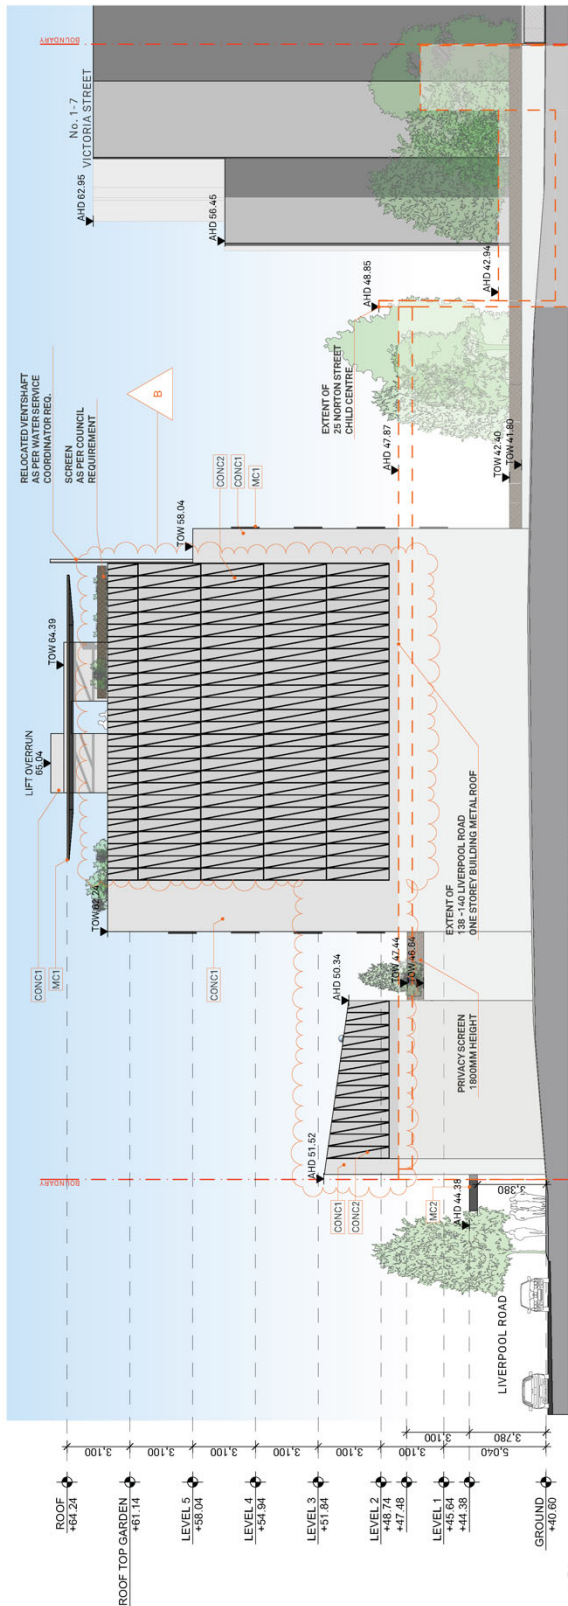 ROOF
+64.24
ROOF TOP GARDEN
+61.14
LEVEL 5
+58.04
LEVEL 4
+54.94
LEVEL 3
+51.84
LEVEL 2
+48.74
+47.48
LEVEL 1
+45.64
+44.38
GROUND
+40.60
3,100
3,100
3,100
3,100
3,100
3,100
3,100
5,040
3,780
LIVERPOOL ROAD
BOUNDARY
3,380
AHD 44.38
MC2
CONC1
CONC2
AHD 51.52
AHD 50.34
PRIVACY SCREEN
1800MM HEIGHT
TOW 47.44
TOW 46.64
EXTENT OF
138 -140 LIVERPOOL ROAD
ONE STOREY BUILDING METAL ROOF
CONC1
MC1
CONC1
TOW 62.24
LIFT OVERRUN
65.04
TOW 64.39
RELOCATED VENTSHAFT
AS PER WATER SERVICE
COORDINATOR REQ.
SCREEN
AS PER COUNCIL
REQUIREMENT
B
TOW 58.04
CONC2
CONC1
MC1
AHD 47.87
TOW 42.40
TOW 41.80
EXTENT OF
25 NORTON STREET
CHILD CENTRE
AHD 48.85
AHD 42.94
AHD 62.95
AHD 56.45
No. 1-7
VICTORIA STREET
BOUNDARY